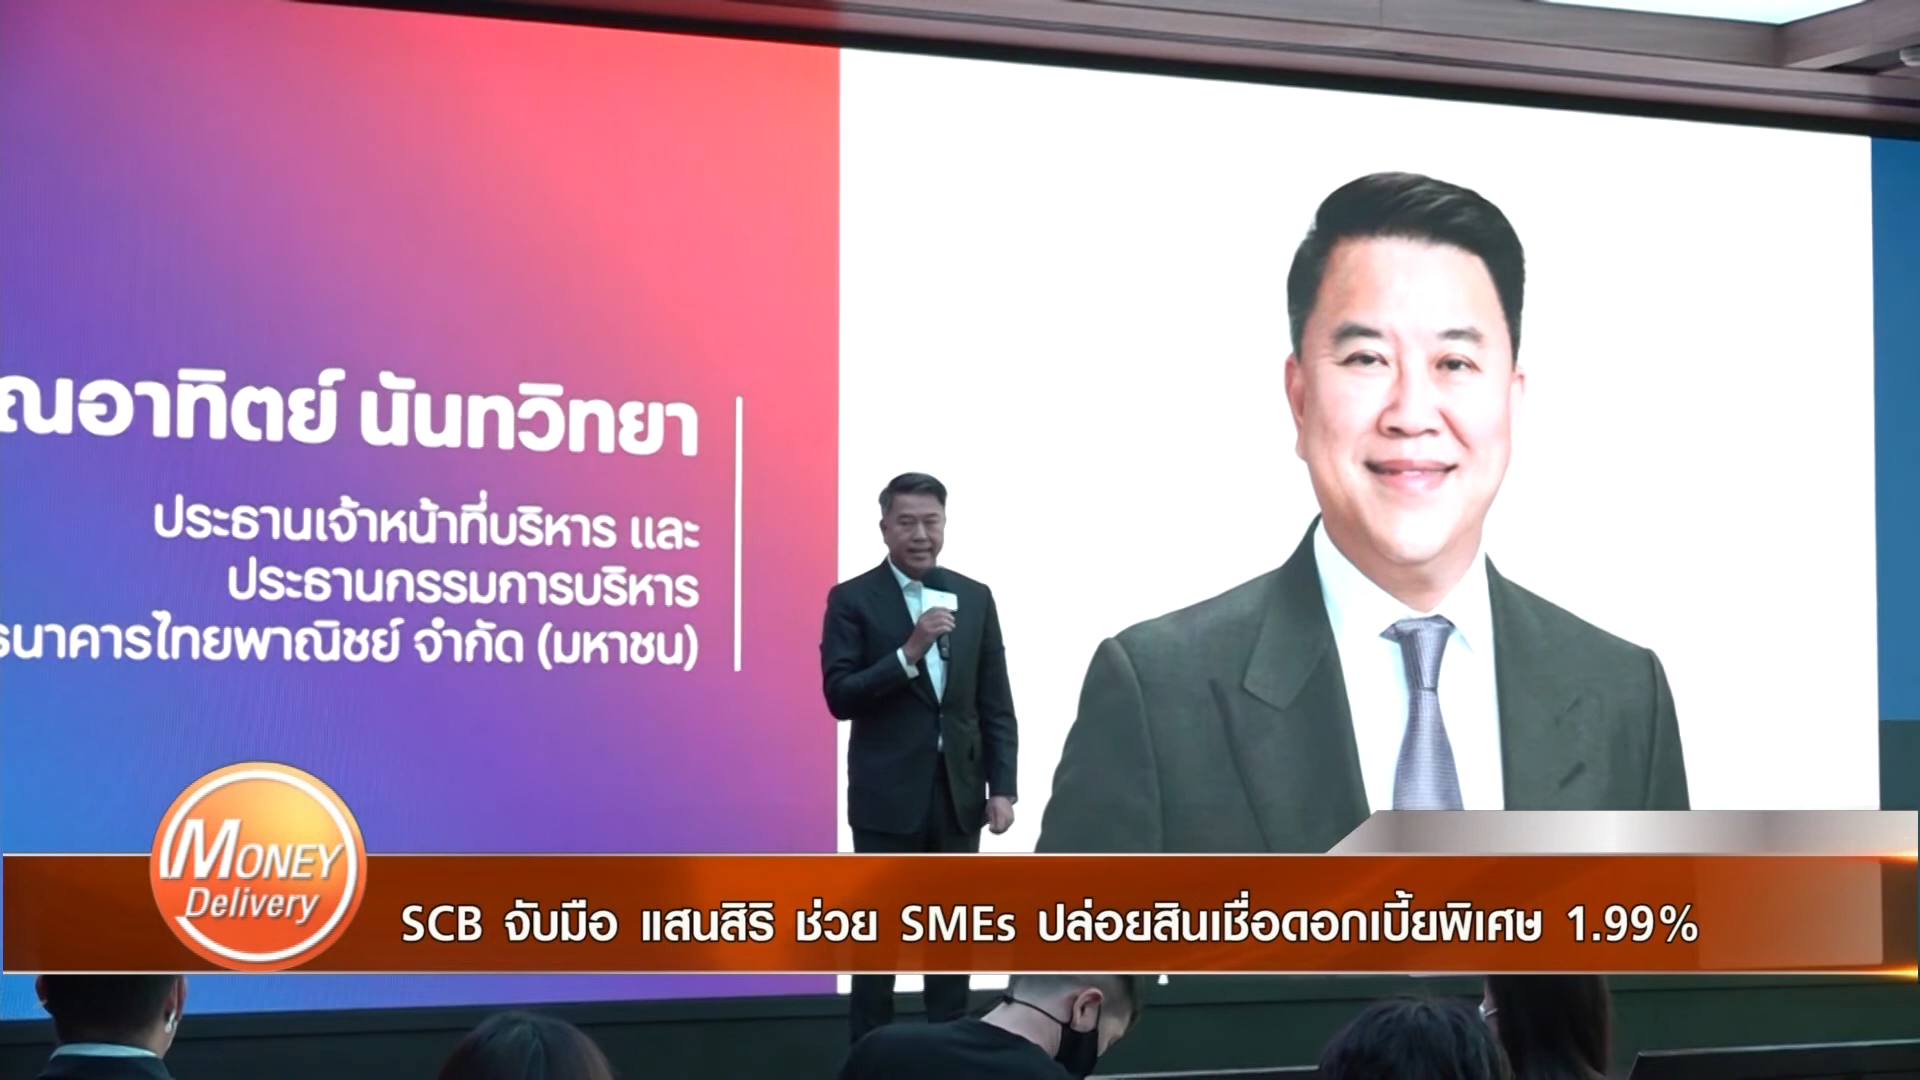 ณอาทิตย์ นันทวิทยา
ประธานเจ้าหน้าที่บริหาร และ
ประธานกรรมการบริหาร
ธนาคารไทยพาณิชย์ จำกัด (มหาชน)
MONEY
Delivery
SCB จับมือ แสนสิริ ช่วย SMEs ปล่อยสินเชื่อดอกเบี้ยพิเศษ 1.99%